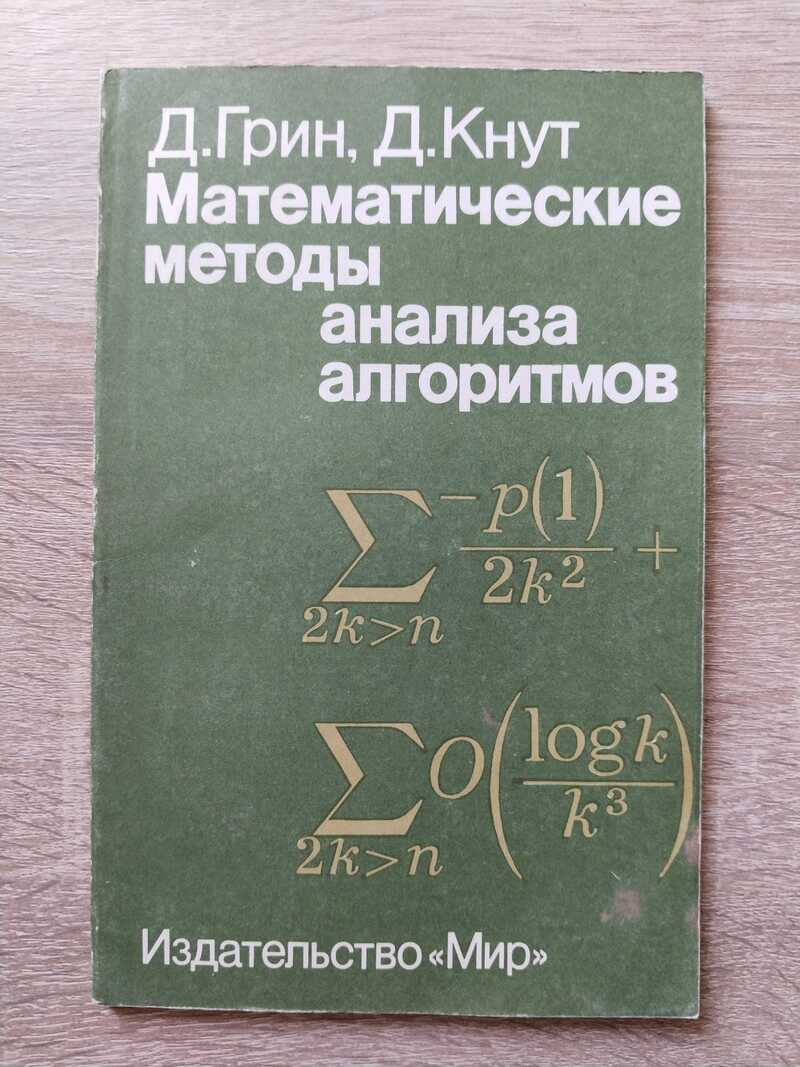 Д.Грин, Д.Кнут
Математические
методы
анализа
алгоритмов
∑ -p(1)/2k² +
2k>n
∑ O(log k/k³)
2k>n
Издательство «Мир»